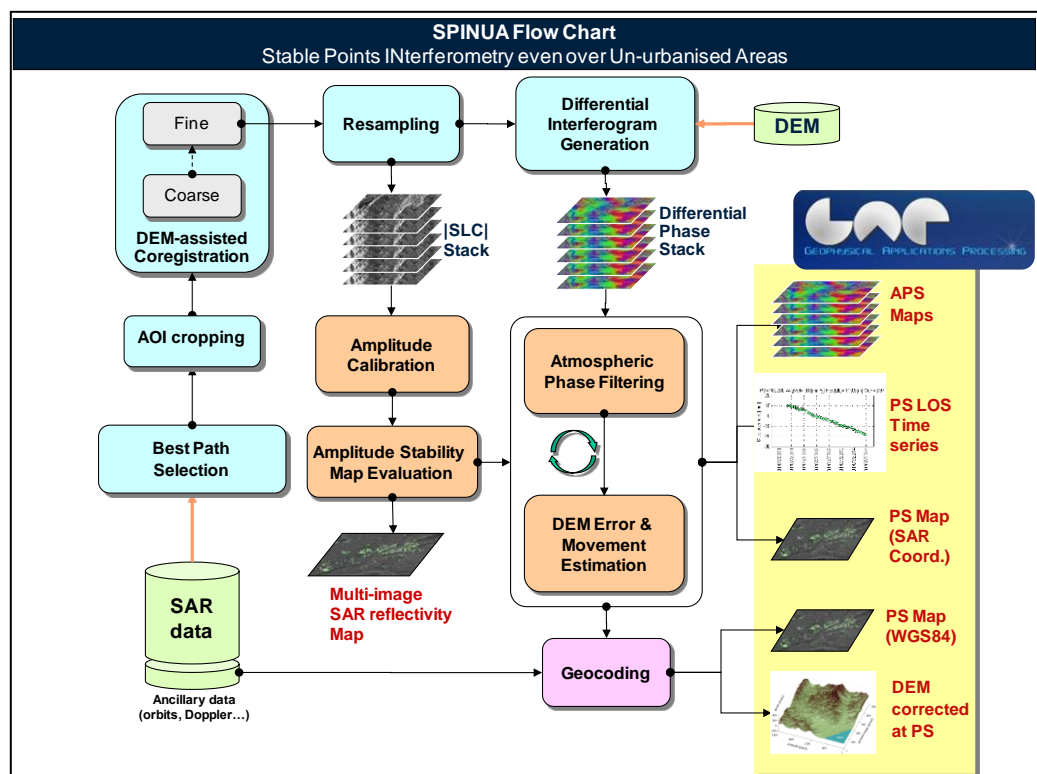 SPINUA Flow Chart
Stable Points INterferometry even over Un-urbanised Areas
Fine
Coarse
DEM-assisted
Coregistration
Resampling
Differential
Interferogram
Generation
DEM
|SLC|
Stack
Differential
Phase
Stack
GEOPHYSICAL APPLICATIONS PROCESSING
AOI cropping
Amplitude
Calibration
Atmospheric
Phase Filtering
APS
Maps
PS LOS
Time
series
Best Path
Selection
Amplitude Stability
Map Evaluation
DEM Error &
Movement
Estimation
PS Map
(SAR
Coord.)
Multi-image
SAR reflectivity
Map
SAR
data
PS Map
(WGS84)
Geocoding
Ancillary data
(orbits, Doppler…)
DEM
corrected
at PS